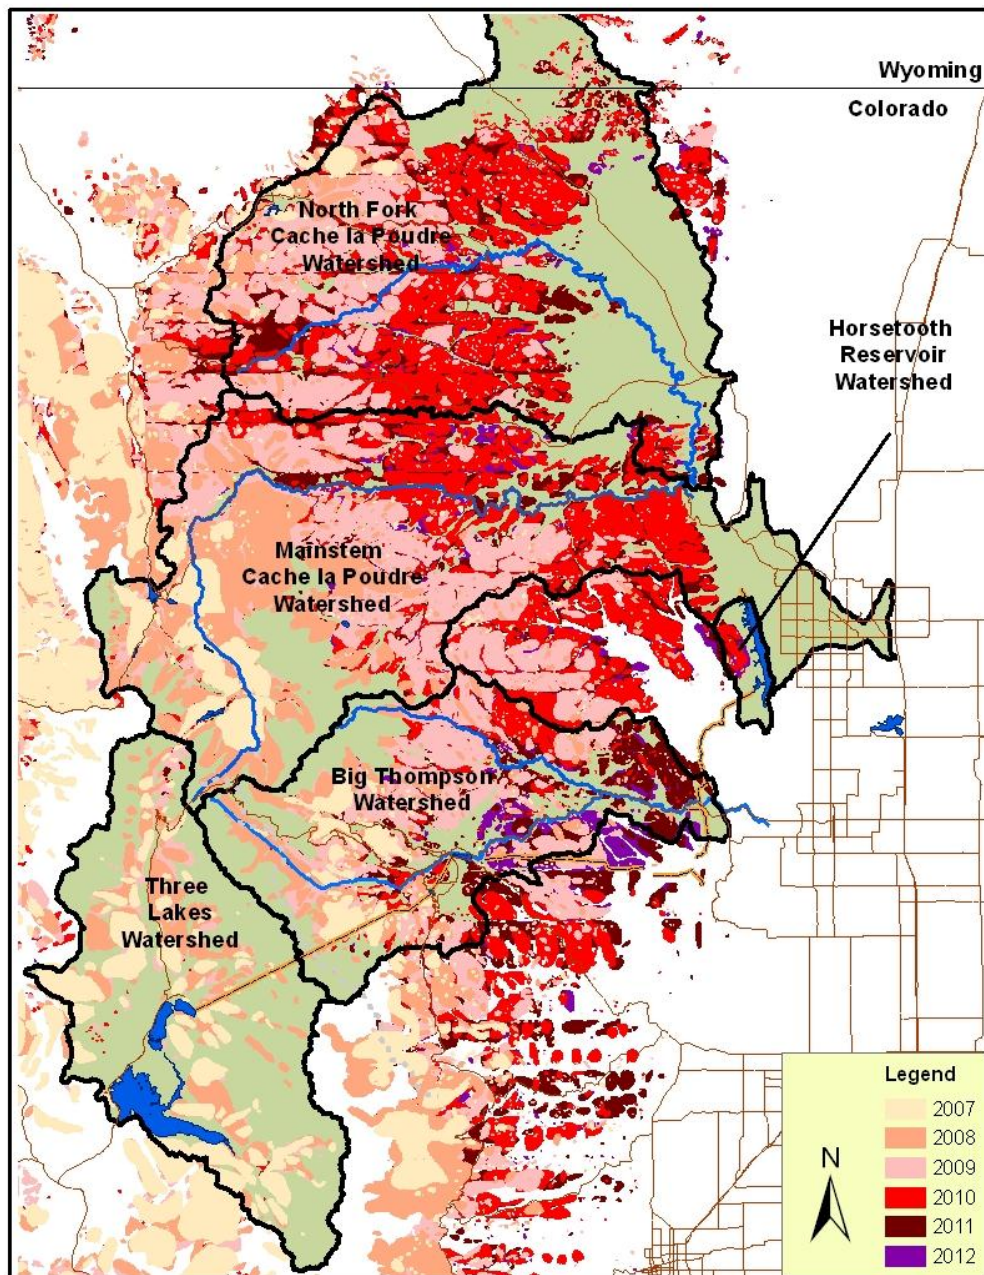 Wyoming
Colorado
North Fork
Cache la Poudre
Watershed
Horsetooth
Reservoir
Watershed
Mainstem
Cache la Poudre
Watershed
Big Thompson
Watershed
Three
Lakes
Watershed
Legend
2007
2008
2009
2010
2011
2012
N